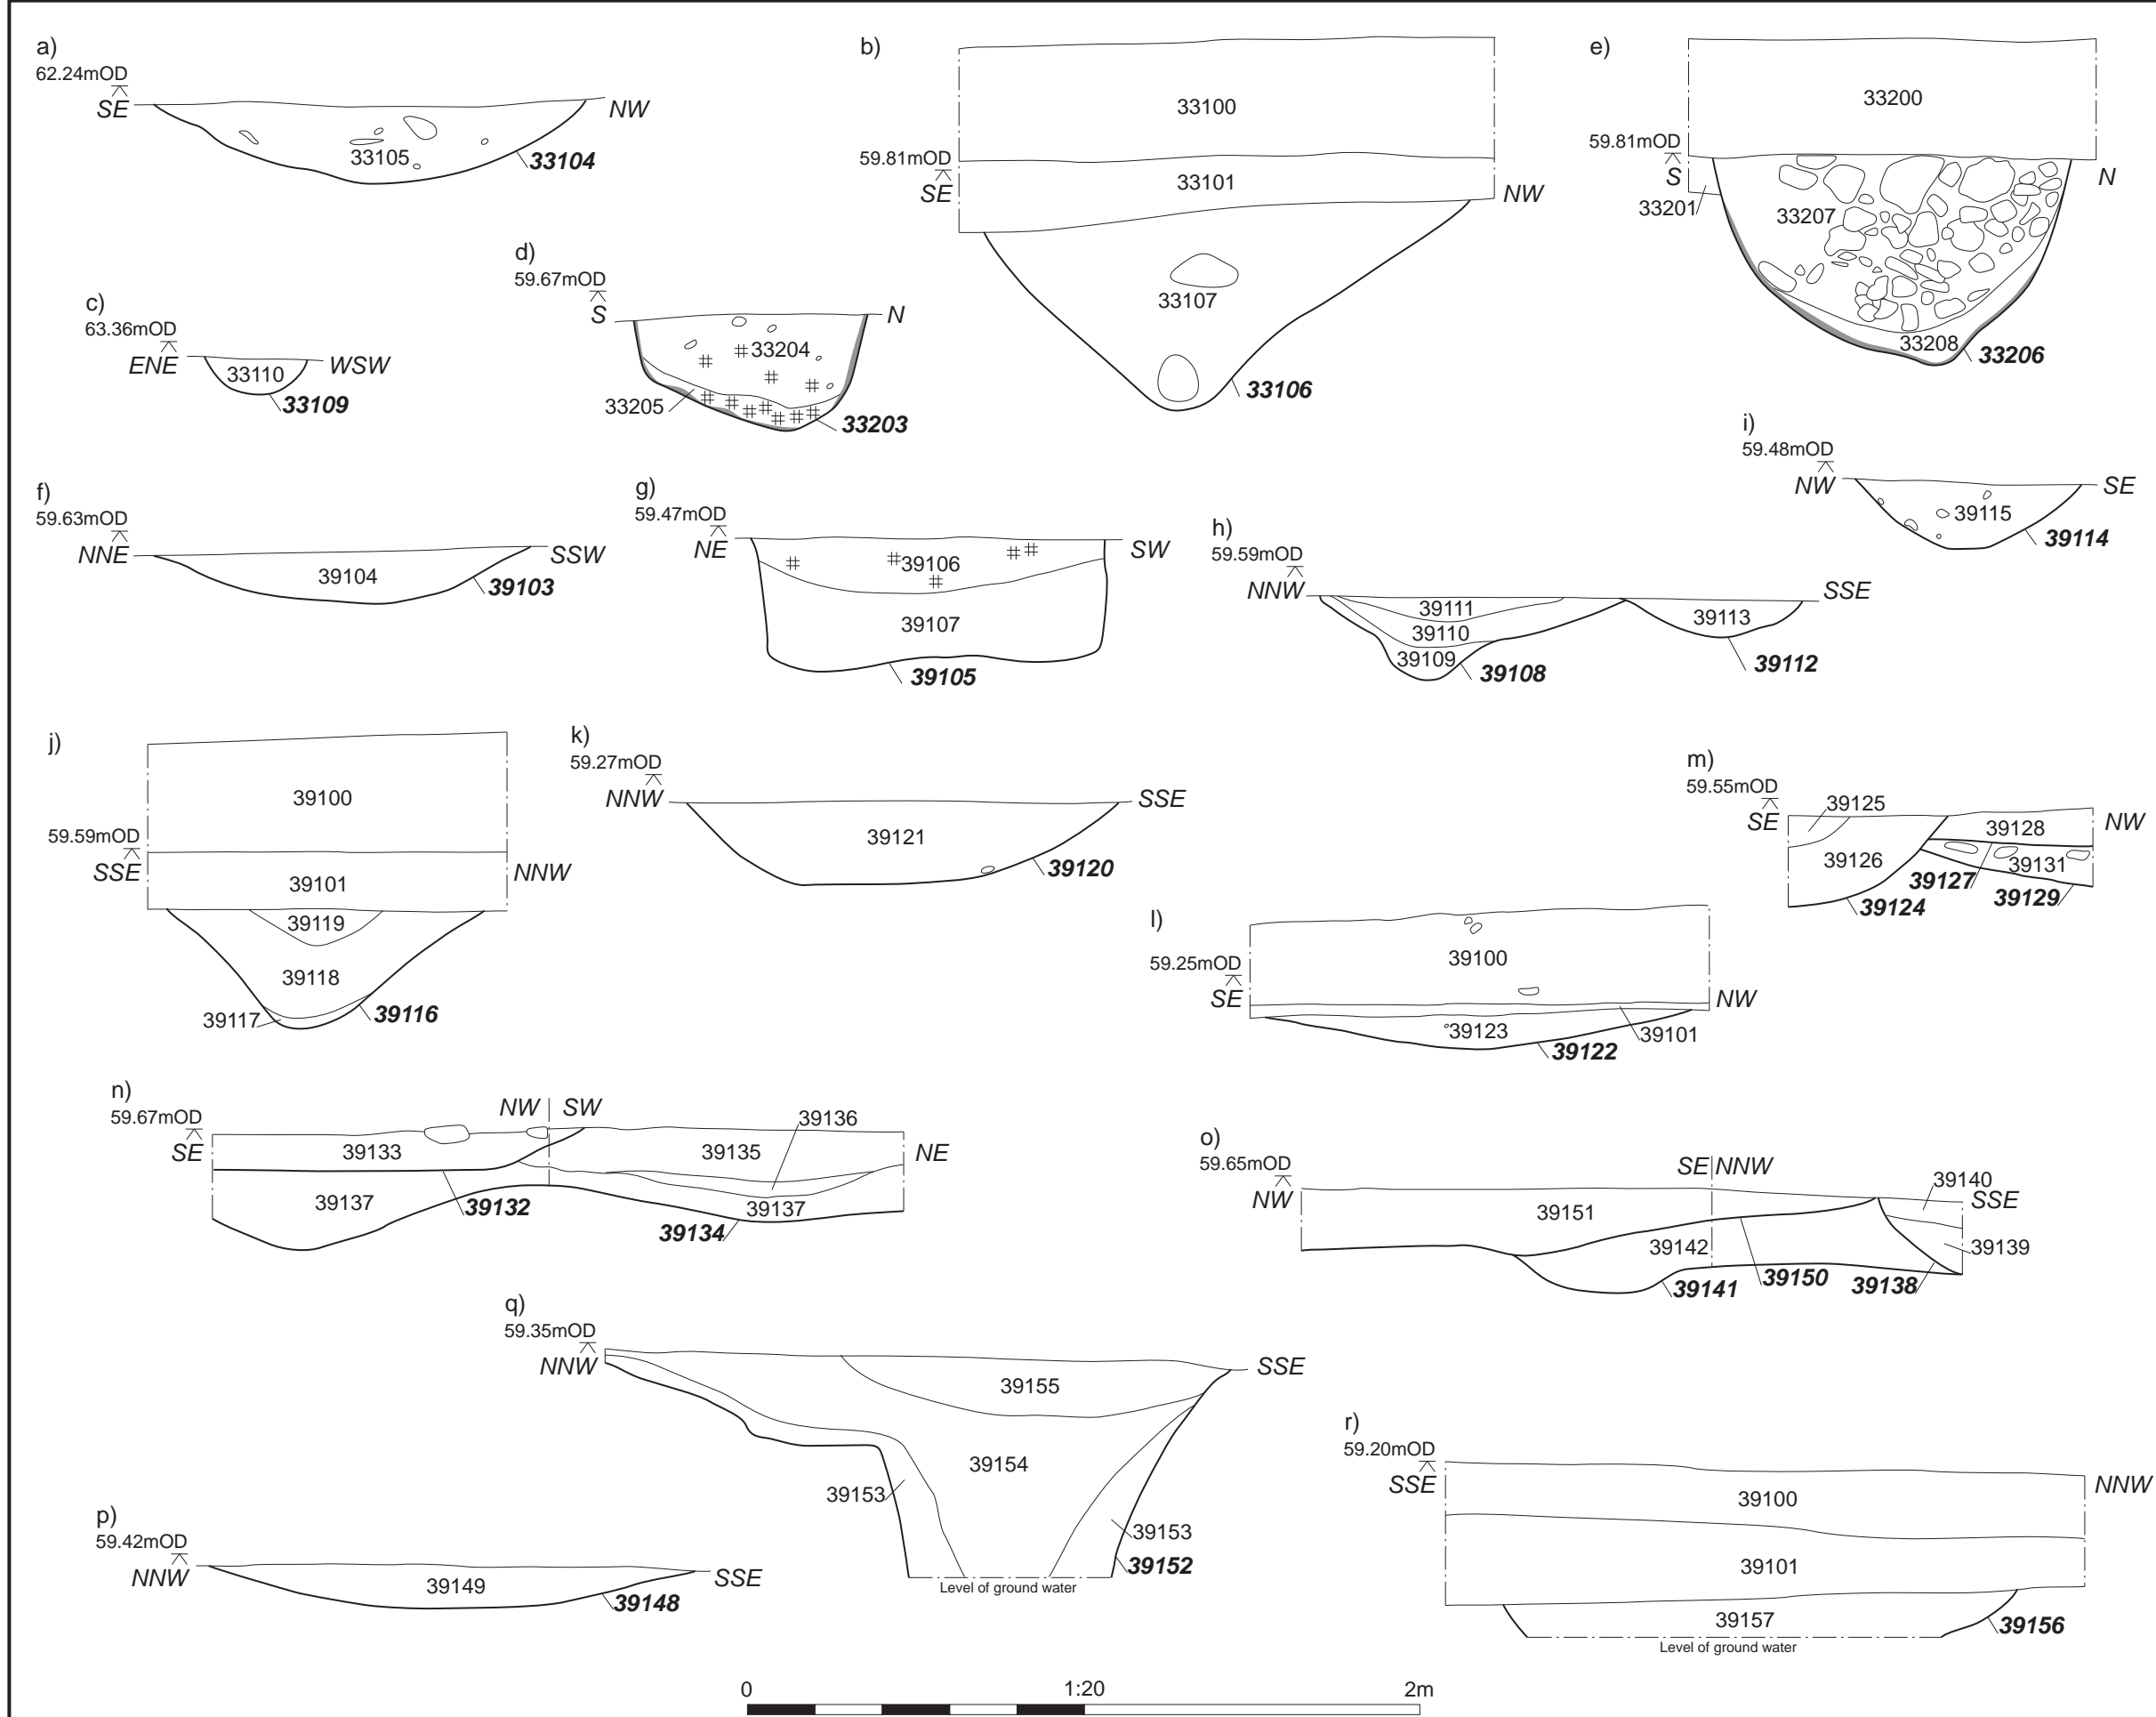 a)
62.24mOD
SE
NW
33105
33104
b)
33100
59.81mOD
SE
33101
NW
33107
33106
e)
33200
59.81mOD
S
N
33201
33207
33208
33206
c)
63.36mOD
ENE
WSW
33110
33109
d)
59.67mOD
S
N
33204
33205
33203
f)
59.63mOD
NNE
SSW
39104
39103
g)
59.47mOD
NE
SW
39106
39107
39105
h)
59.59mOD
NNW
SSE
39111
39110
39109
39108
39113
39112
i)
59.48mOD
NW
SE
39115
39114
j)
39100
59.59mOD
SSE
NNW
39101
39119
39118
39117
39116
k)
59.27mOD
NNW
SSE
39121
39120
l)
39100
59.25mOD
SE
NW
39123
39101
39122
m)
59.55mOD
39125
SE
NW
39128
39126
39131
39127
39124
39129
n)
59.67mOD
NW SW
SE
NE
39136
39133
39135
39137
39132
39137
39134
o)
59.65mOD
SE NNW
NW
39140
SSE
39151
39142
39139
39141
39150
39138
p)
59.42mOD
NNW
SSE
39149
39148
q)
59.35mOD
NNW
SSE
39155
39154
39153
39153
39152
Level of ground water
r)
59.20mOD
SSE
NNW
39100
39101
39157
39156
Level of ground water
0 1:20 2m